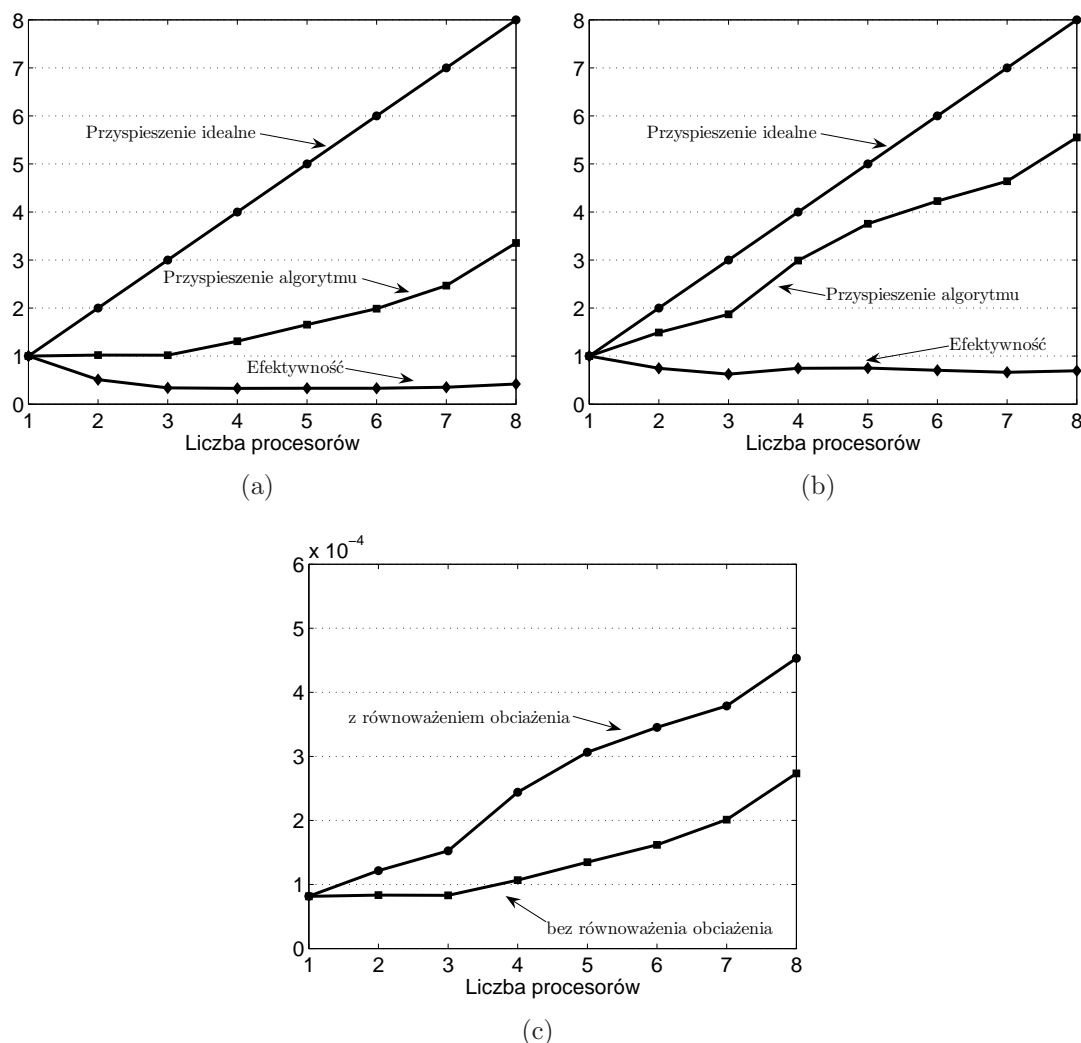 8
7
6
5
4
3
2
1
0
Przyspieszenie idealne
Przyspieszenie algorytmu
Efektywność
1 2 3 4 5 6 7 8
Liczba procesorów
(a)
8
7
6
5
4
3
2
1
0
Przyspieszenie idealne
Przyspieszenie algorytmu
Efektywność
1 2 3 4 5 6 7 8
Liczba procesorów
(b)
x 10⁻⁴
6
5
4
3
2
1
0
z równoważeniem obciażenia
bez równoważenia obciażenia
1 2 3 4 5 6 7 8
Liczba procesorów
(c)